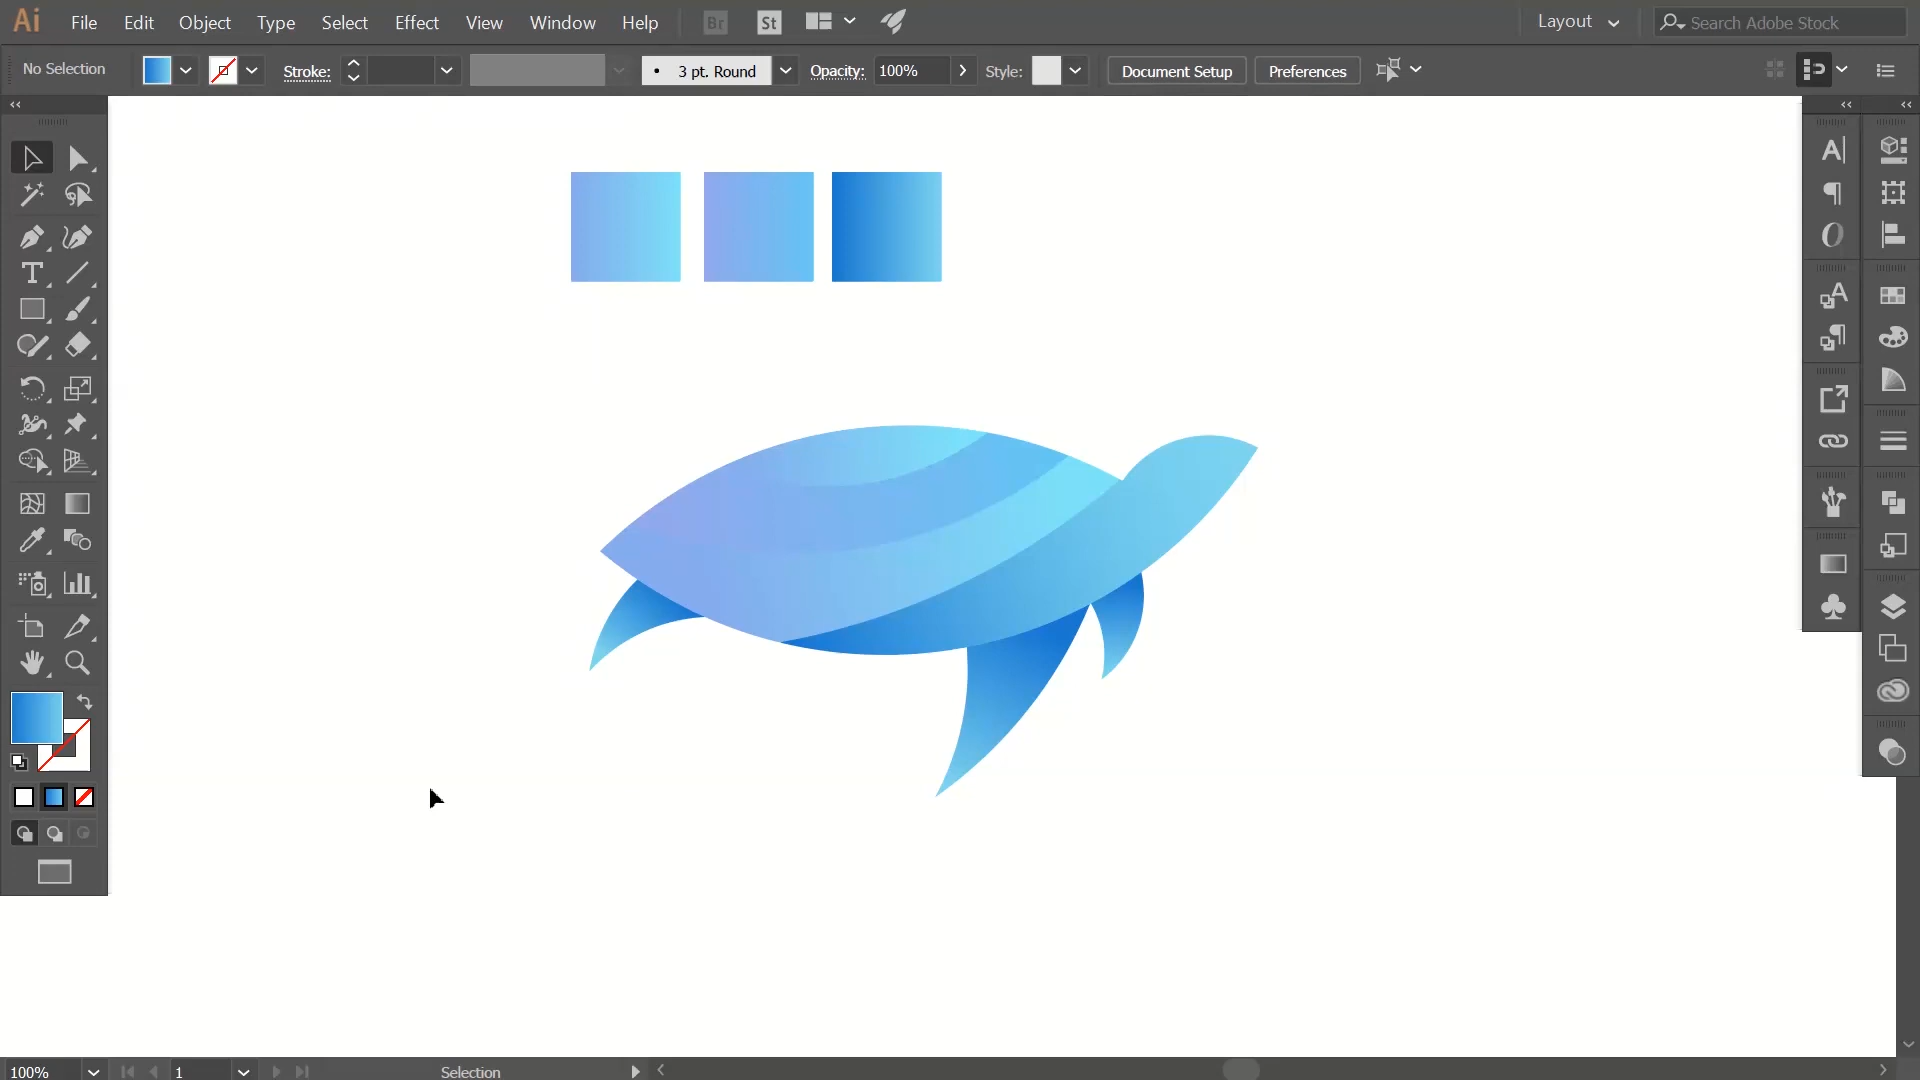 Ai File Edit Object Type Select Effect View Window Help Br St Layout Search Adobe Stock
No Selection Stroke: 3 pt. Round Opacity: 100% Style: Document Setup Preferences
100% 1 Selection